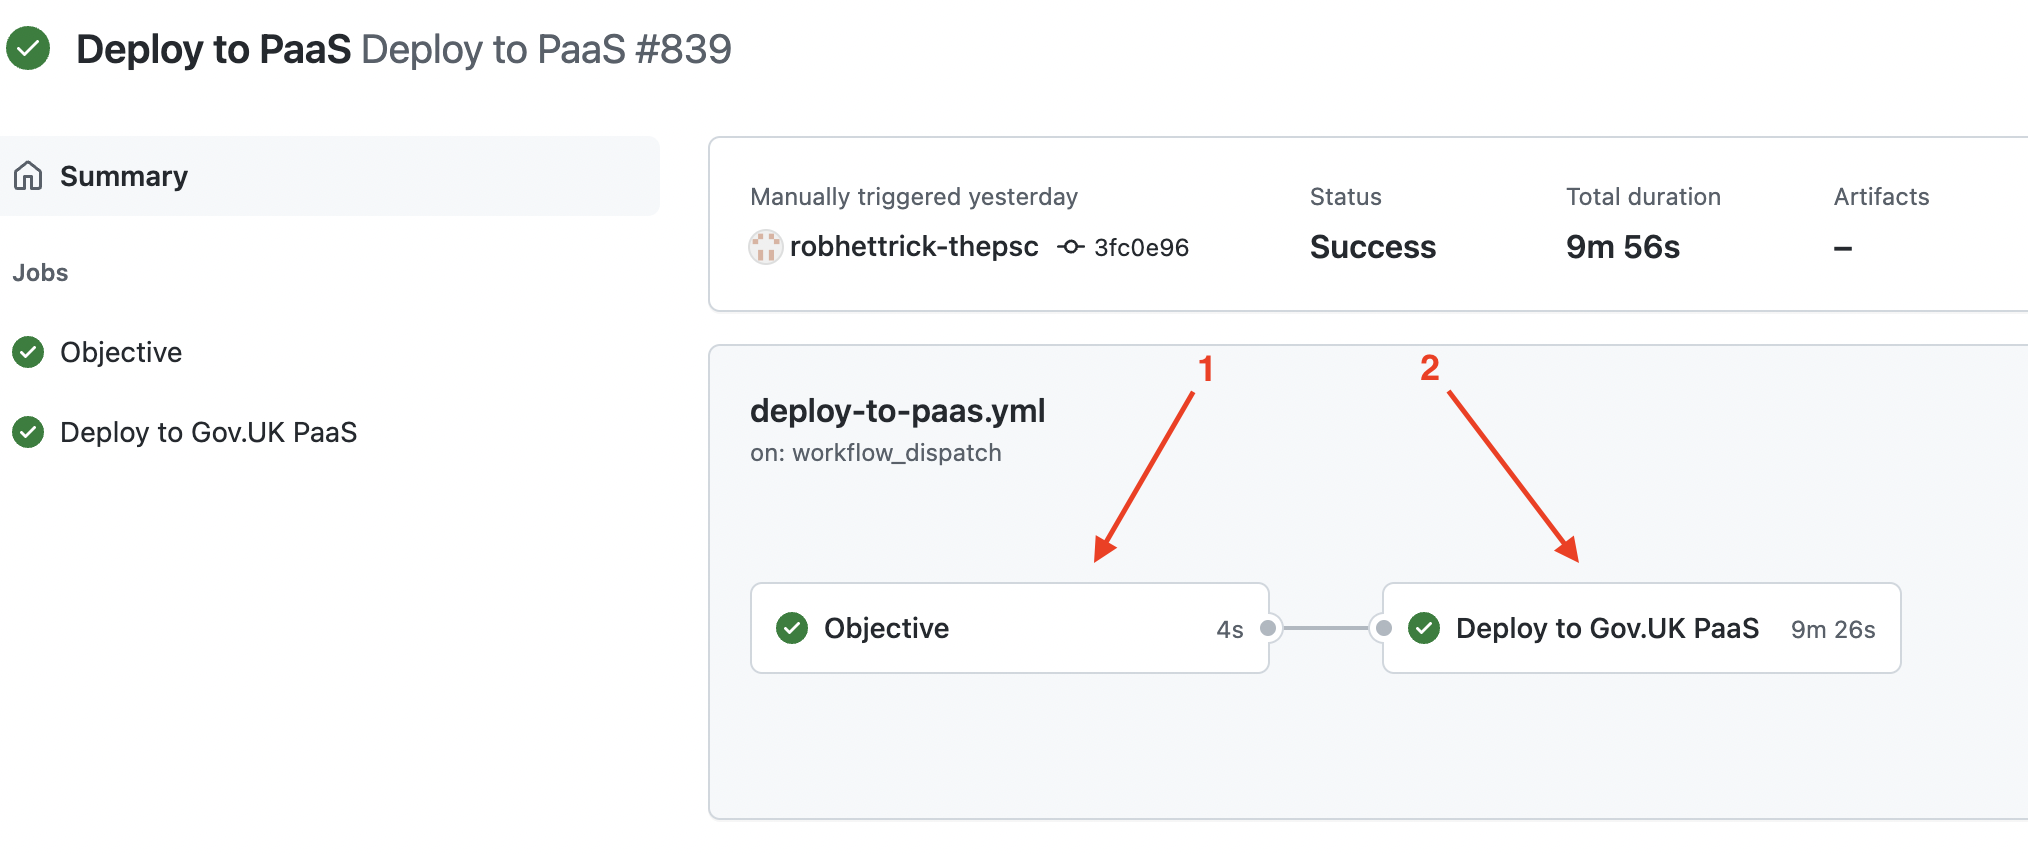 Deploy to PaaS Deploy to PaaS #839
Summary
Jobs
Objective
Deploy to Gov.UK PaaS
Manually triggered yesterday
robhettrick-thepsc 3fc0e96
Status
Success
Total duration
9m 56s
Artifacts
–
1 2
deploy-to-paas.yml
on: workflow_dispatch
Objective 4s
Deploy to Gov.UK PaaS 9m 26s